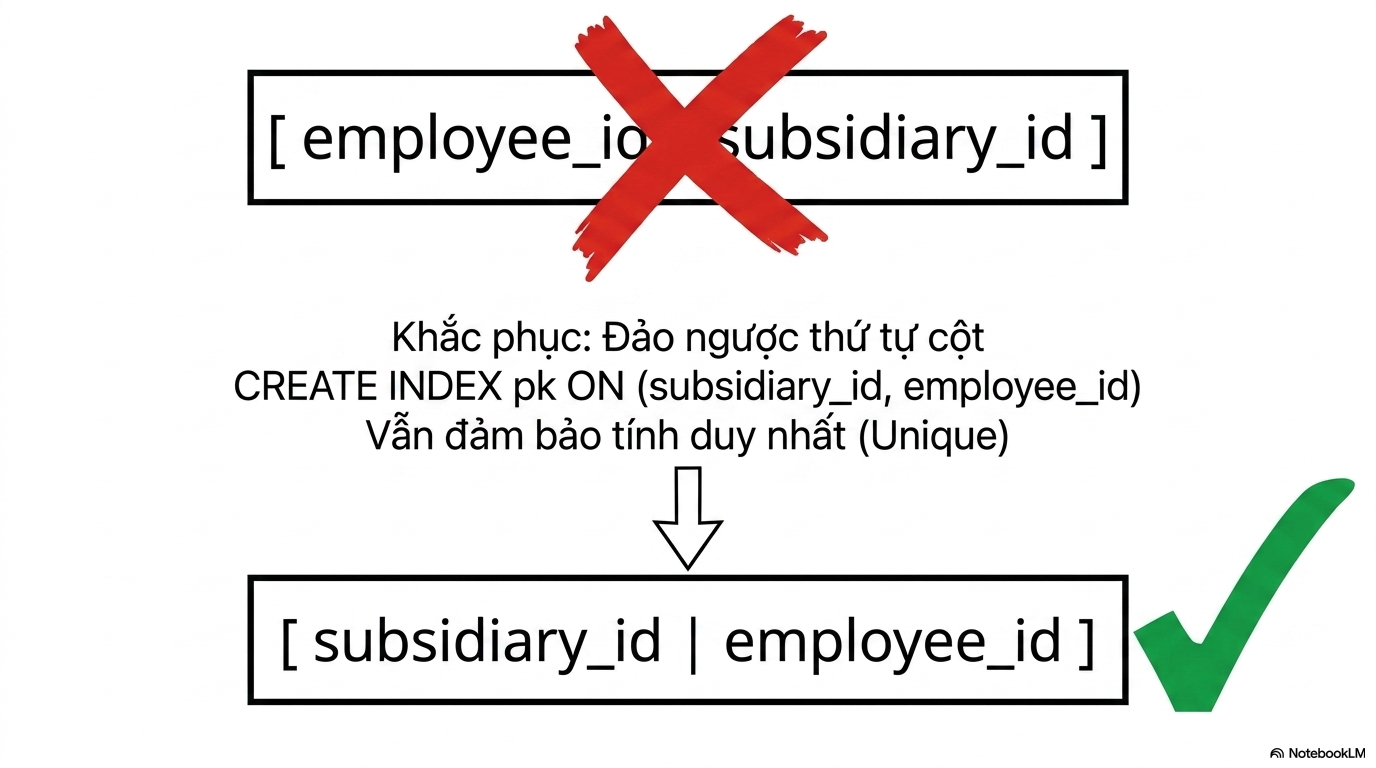 [ employee_id subsidiary_id ]
Khắc phục: Đảo ngược thứ tự cột
CREATE INDEX pk ON (subsidiary_id, employee_id)
Vẫn đảm bảo tính duy nhất (Unique)
[ subsidiary_id | employee_id ]
NotebookLM